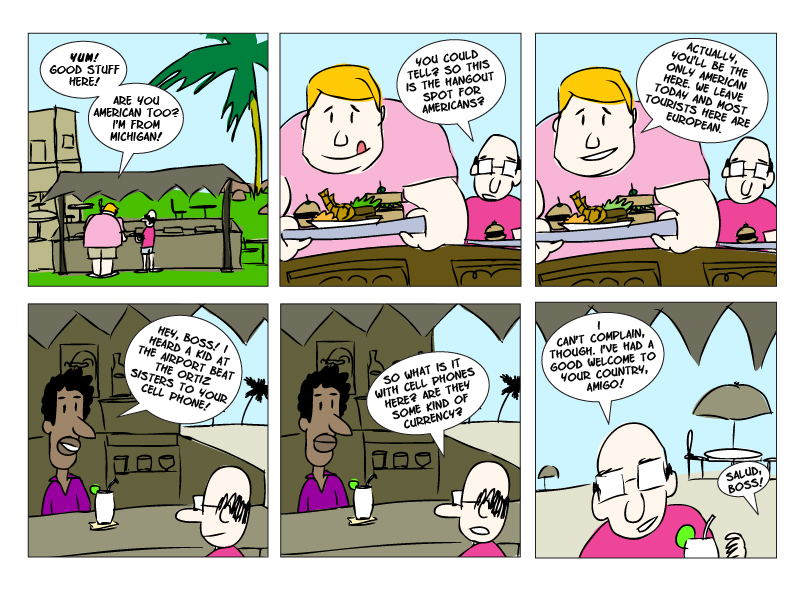 YUM!
GOOD STUFF
HERE!
ARE YOU
AMERICAN TOO?
I'M FROM
MICHIGAN!
YOU COULD
TELL? SO THIS
IS THE HANGOUT
SPOT FOR
AMERICANS?
ACTUALLY,
YOU'LL BE THE
ONLY AMERICAN
HERE. WE LEAVE
TODAY AND MOST
TOURISTS HERE ARE
EUROPEAN.
HEY, BOSS! I
HEARD A KID AT
THE AIRPORT BEAT
THE ORTIZ
SISTERS TO YOUR
CELL PHONE!
SO WHAT IS IT
WITH CELL PHONES
HERE? ARE THEY
SOME KIND OF
CURRENCY?
I
CAN'T COMPLAIN,
THOUGH. I'VE HAD A
GOOD WELCOME TO
YOUR COUNTRY,
AMIGO!
SALUD,
BOSS!